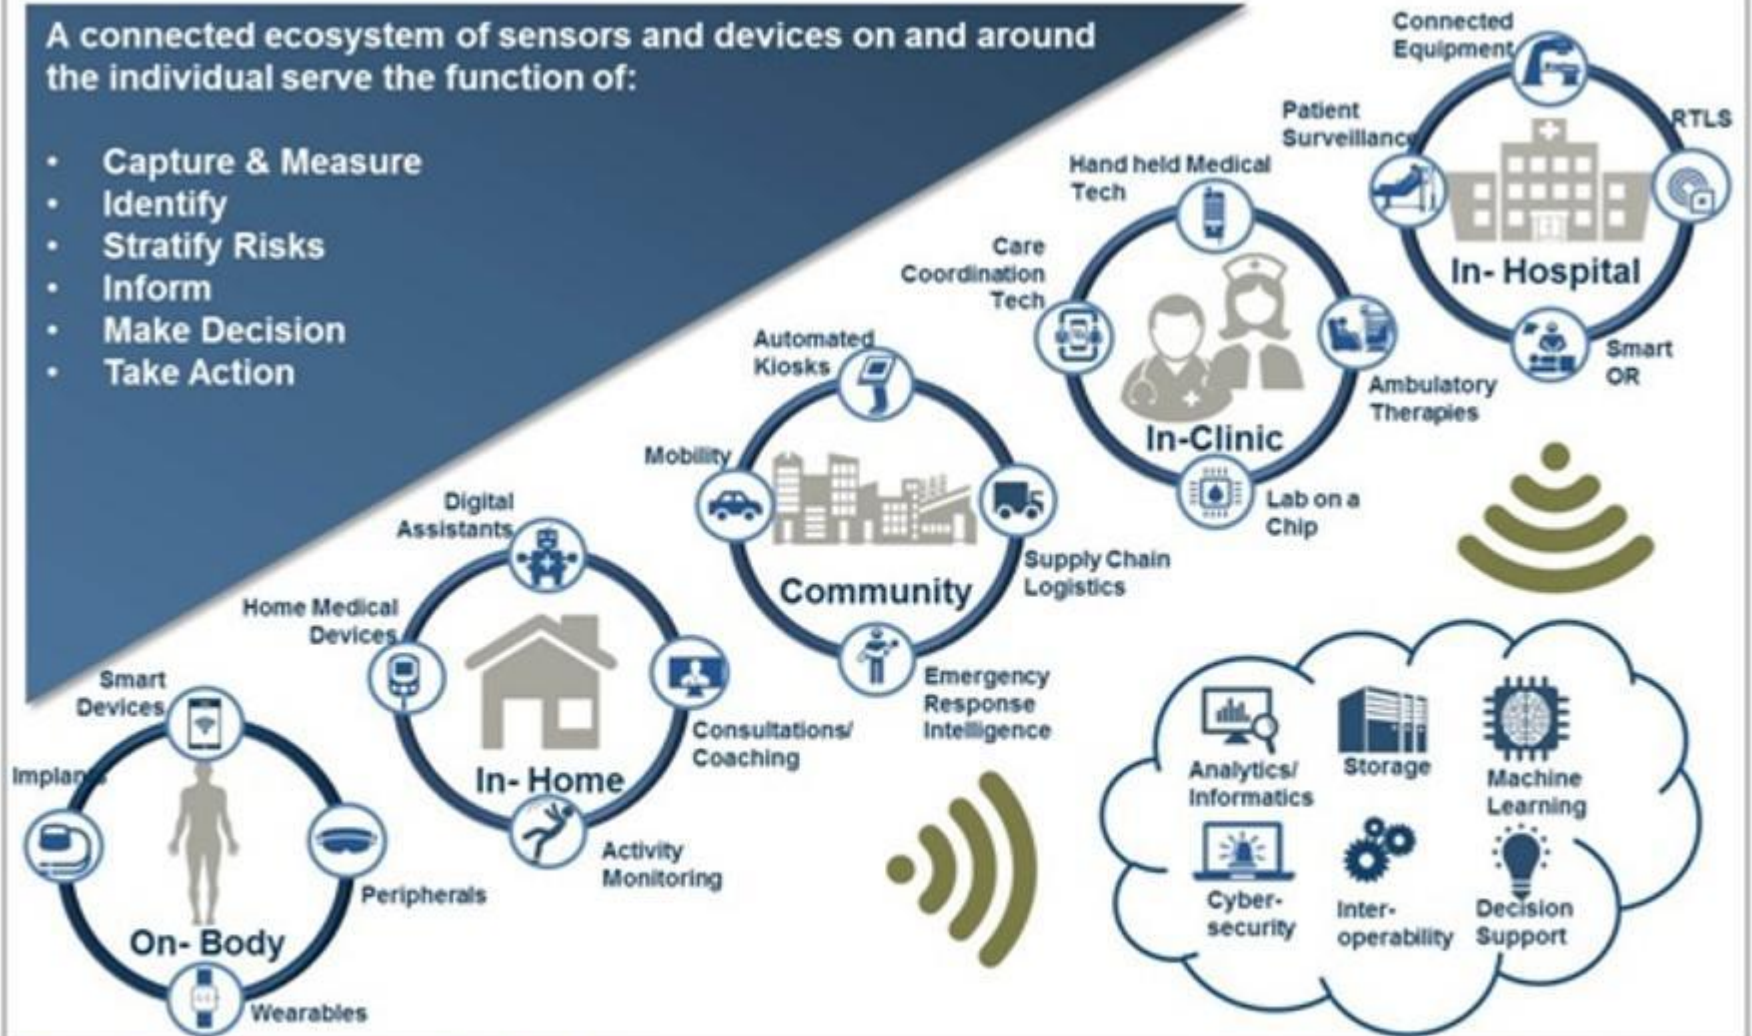 A connected ecosystem of sensors and devices on and around
the individual serve the function of:
• Capture & Measure
• Identify
• Stratify Risks
• Inform
• Make Decision
• Take Action
Connected
Equipment
Patient
Surveillance
RTLS
In- Hospital
Smart
OR
Hand held Medical
Tech
Care
Coordination
Tech
In-Clinic
Ambulatory
Therapies
Lab on a
Chip
Automated
Kiosks
Mobility
Community
Supply Chain
Logistics
Emergency
Response
Intelligence
Digital
Assistants
Home Medical
Devices
In- Home
Consultations/
Coaching
Activity
Monitoring
Smart
Devices
Implants
On- Body
Peripherals
Wearables
Analytics/
Informatics
Storage
Machine
Learning
Cyber-
security
Inter-
operability
Decision
Support